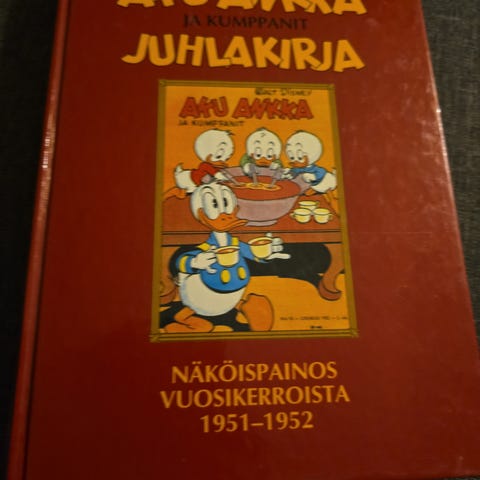 AKU ANKKA
JA KUMPPANIT
JUHLAKIRJA
WALT DISNEY
AKU ANKKA
JA KUMPPANIT
NÄKÖISPAINOS
VUOSIKERROISTA
1951–1952